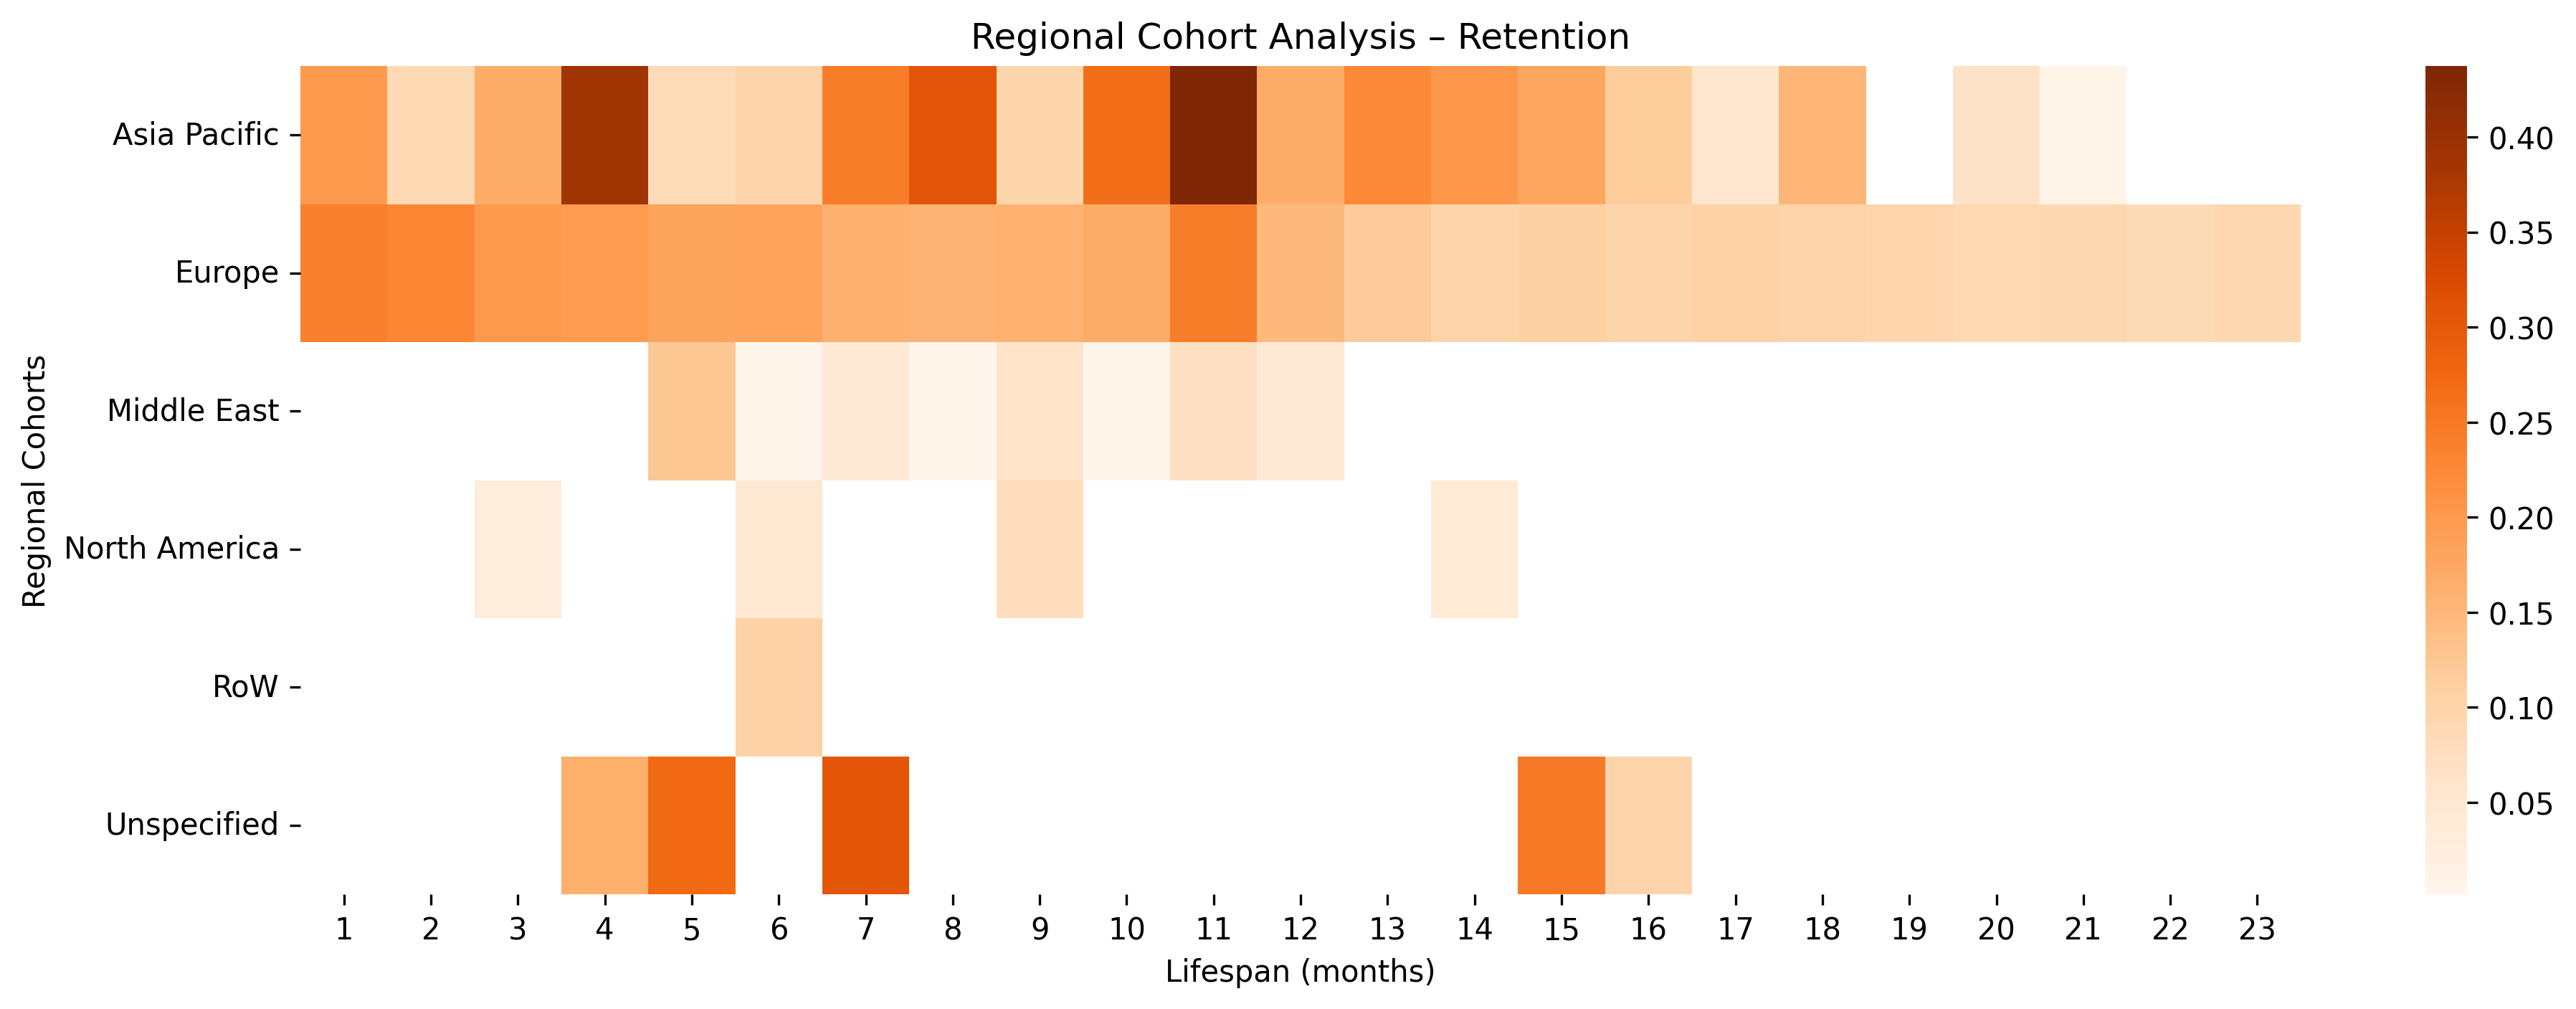 Regional Cohort Analysis – Retention
Regional Cohorts
Asia Pacific
Europe
Middle East
North America
RoW
Unspecified
1 2 3 4 5 6 7 8 9 10 11 12 13 14 15 16 17 18 19 20 21 22 23
Lifespan (months)
0.40
0.35
0.30
0.25
0.20
0.15
0.10
0.05